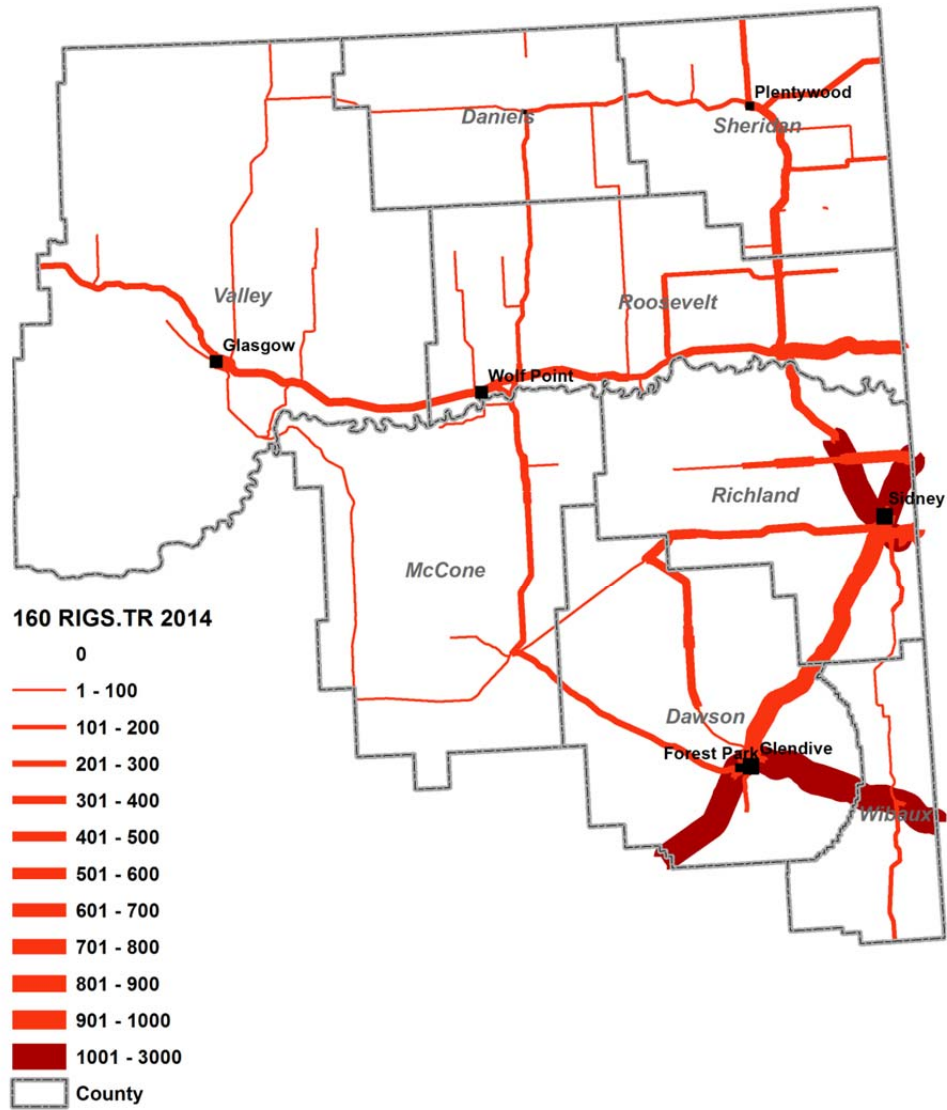 Plentywood
Daniels
Sheridan
Valley
Roosevelt
Glasgow
Wolf Point
Richland
Sidney
McCone
160 RIGS.TR 2014
0
1 - 100
101 - 200
201 - 300
301 - 400
401 - 500
501 - 600
601 - 700
701 - 800
801 - 900
901 - 1000
1001 - 3000
County
Dawson
Forest Park Glendive
Wibaux